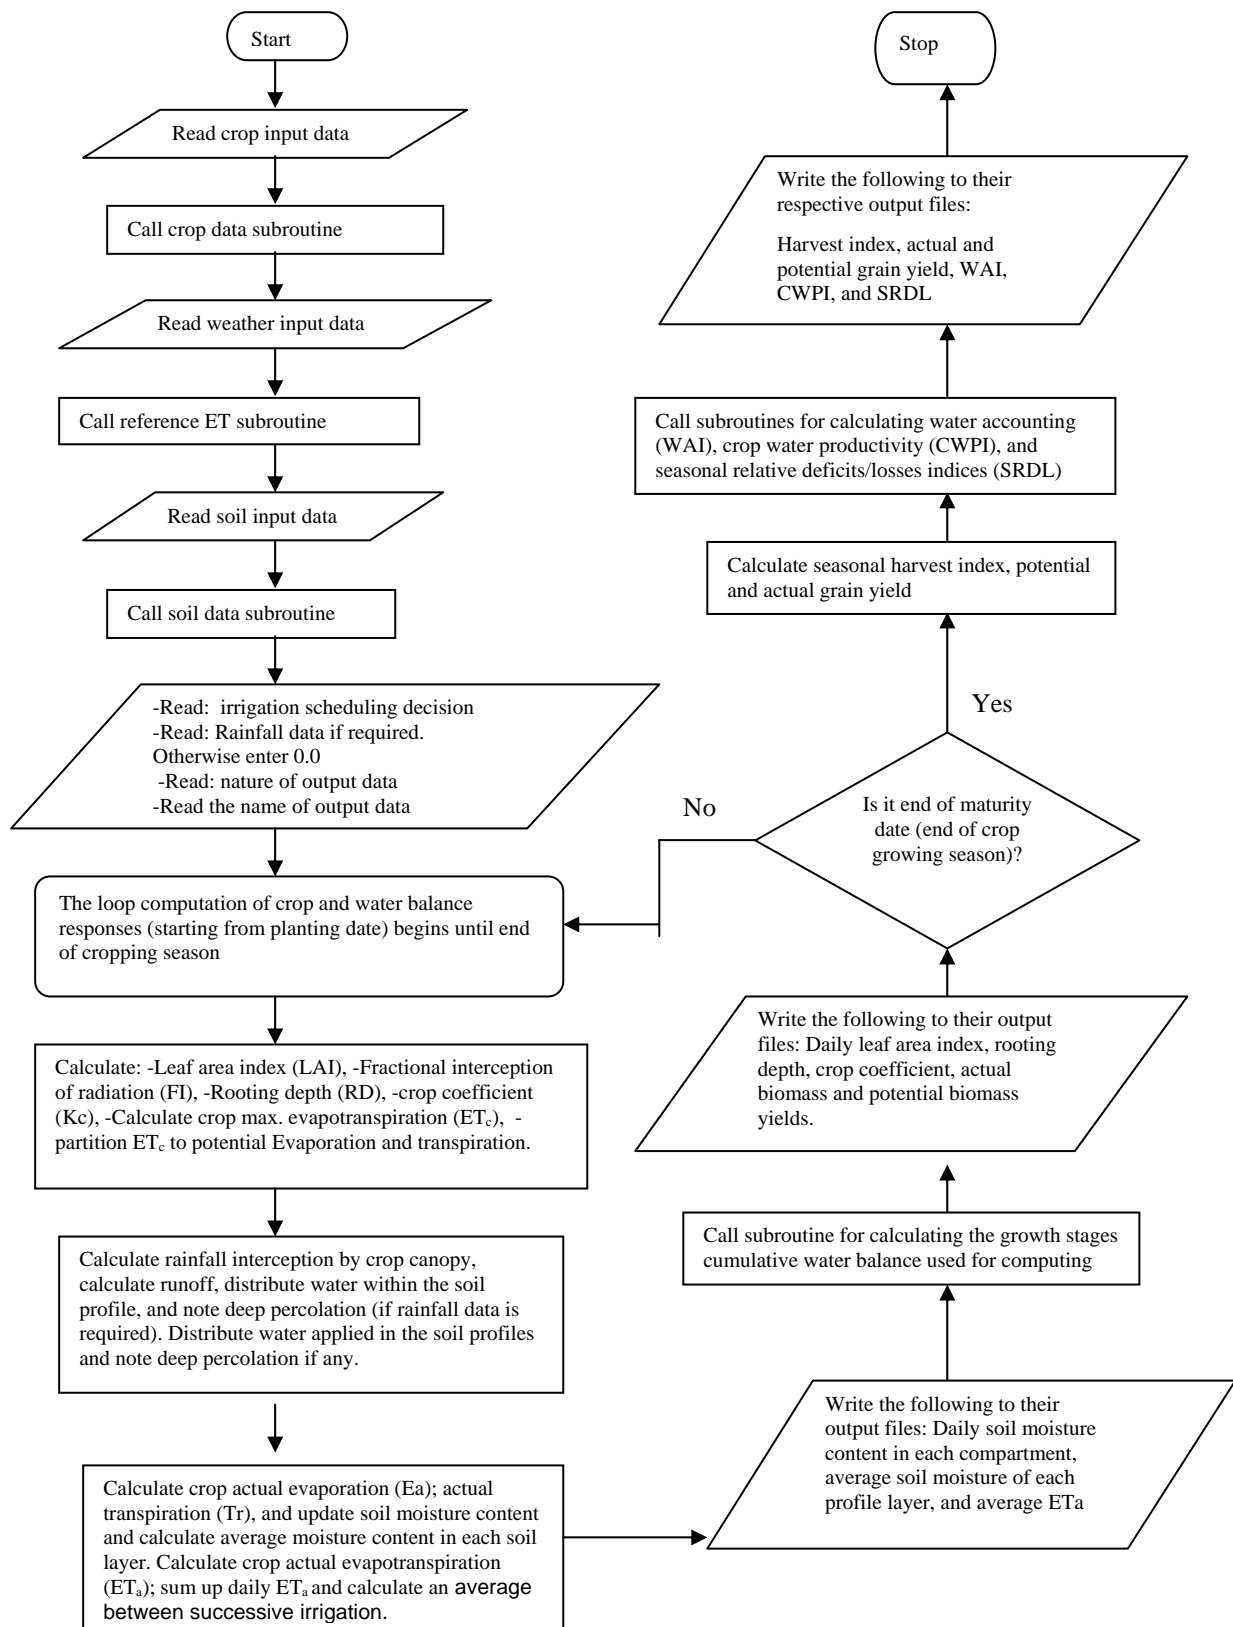 Start
Read crop input data
Call crop data subroutine
Read weather input data
Call reference ET subroutine
Read soil input data
Call soil data subroutine
-Read:  irrigation scheduling decision
-Read: Rainfall data if required.
Otherwise enter 0.0
-Read: nature of output data
-Read the name of output data
The loop computation of crop and water balance
responses (starting from planting date) begins until end
of cropping season
Calculate: -Leaf area index (LAI), -Fractional interception
of radiation (FI), -Rooting depth (RD), -crop coefficient
(Kc), -Calculate crop max. evapotranspiration (ETc),  -
partition ETc to potential Evaporation and transpiration.
Calculate rainfall interception by crop canopy,
calculate runoff, distribute water within the soil
profile, and note deep percolation (if rainfall data is
required). Distribute water applied in the soil profiles
and note deep percolation if any.
Calculate crop actual evaporation (Ea); actual
transpiration (Tr), and update soil moisture content
and calculate average moisture content in each soil
layer. Calculate crop actual evapotranspiration
(ETa); sum up daily ETa and calculate an average
between successive irrigation.
Write the following to their
output files: Daily soil moisture
content in each compartment,
average soil moisture of each
profile layer, and average ETa
Call subroutine for calculating the growth stages
cumulative water balance used for computing
Write the following to their output
files: Daily leaf area index, rooting
depth, crop coefficient, actual
biomass and potential biomass
yields.
Is it end of maturity
date (end of crop
growing season)?
No
Yes
Calculate seasonal harvest index, potential
and actual grain yield
Call subroutines for calculating water accounting
(WAI), crop water productivity (CWPI), and
seasonal relative deficits/losses indices (SRDL)
Write the following to their
respective output files:
Harvest index, actual and
potential grain yield, WAI,
CWPI, and SRDL
Stop